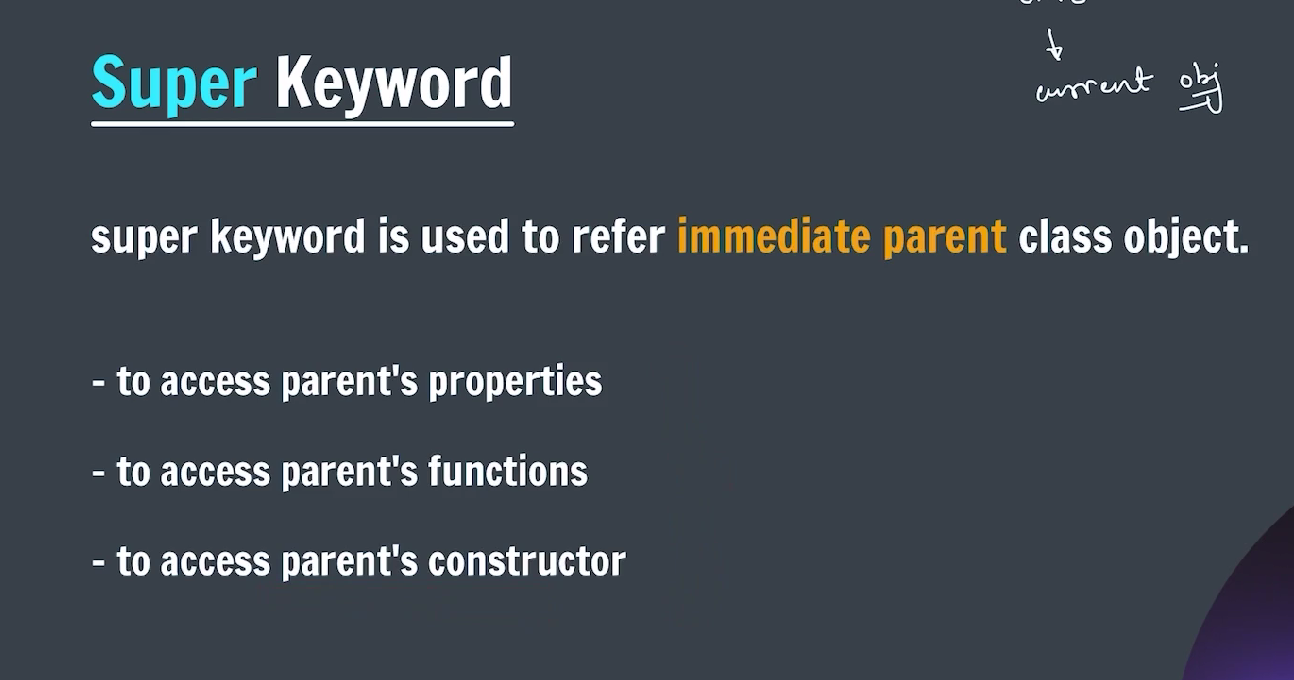 Super Keyword
current obj
super keyword is used to refer immediate parent class object.
- to access parent's properties
- to access parent's functions
- to access parent's constructor